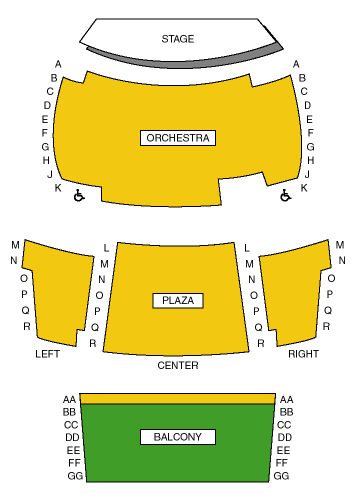 STAGE
A A
B B
C C
D D
E E
F F
G G
H H
J J
K K
ORCHESTRA
M L L M
N M M N
O N N O
P O O P
Q P P Q
R Q Q R
R R
PLAZA
LEFT CENTER RIGHT
AA AA
BB BB
CC CC
DD DD
EE EE
FF FF
GG GG
BALCONY